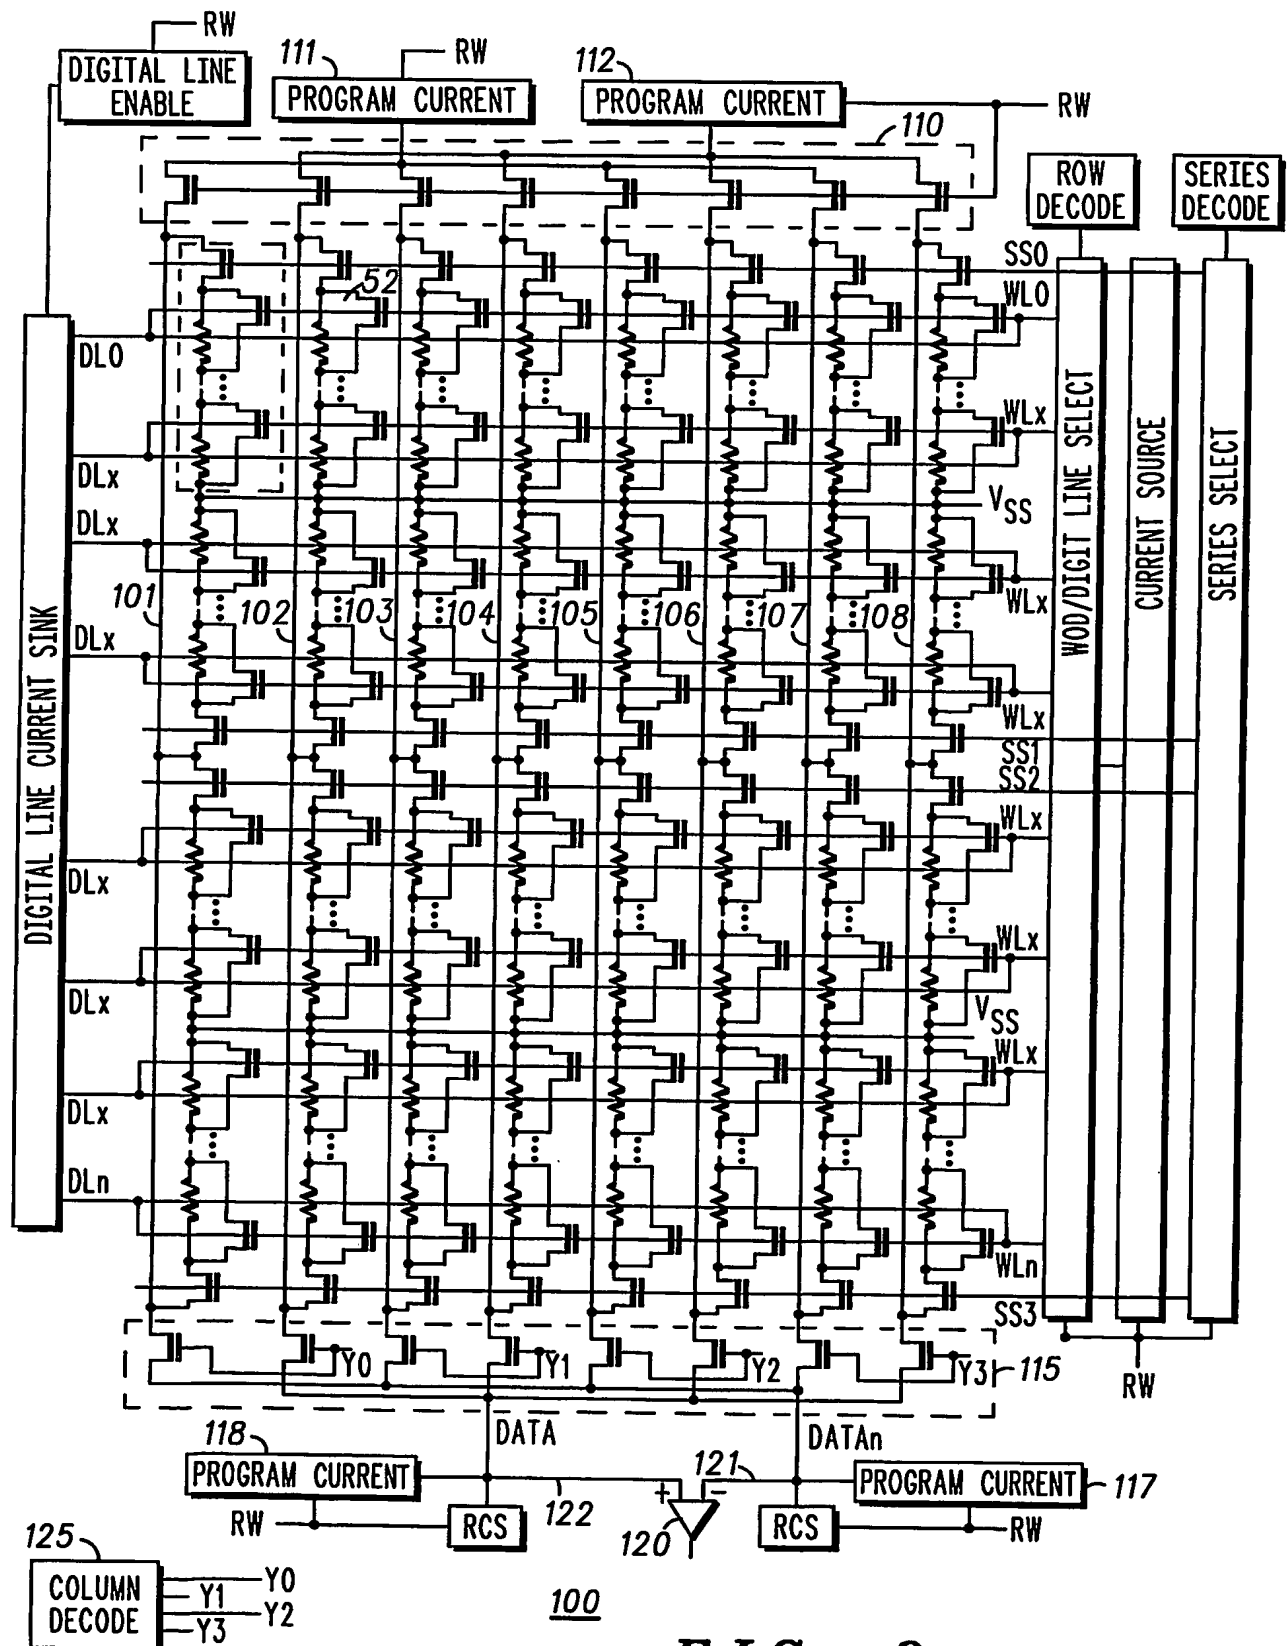 RW
DIGITAL LINE
ENABLE
111
RW
PROGRAM CURRENT
112
PROGRAM CURRENT
RW
110
ROW
DECODE
SERIES
DECODE
SS0
52
WL0
DL0
WLx
DLx
VSS
DLx
WLx
101
102
103
104
105
106
107
108
DLx
WLx
SS1
SS2
WLx
DLx
WLx
DLx
VSS
WLx
DLx
DLn
WLn
SS3
DIGITAL LINE CURRENT SINK
WOD/DIGIT LINE SELECT
CURRENT SOURCE
SERIES SELECT
Y0
Y1
Y2
Y3
115
RW
DATA
DATAn
118
PROGRAM CURRENT
122
121
PROGRAM CURRENT
117
+
−
RW
RCS
120
RCS
RW
125
COLUMN
DECODE
Y0
Y1
Y2
Y3
100